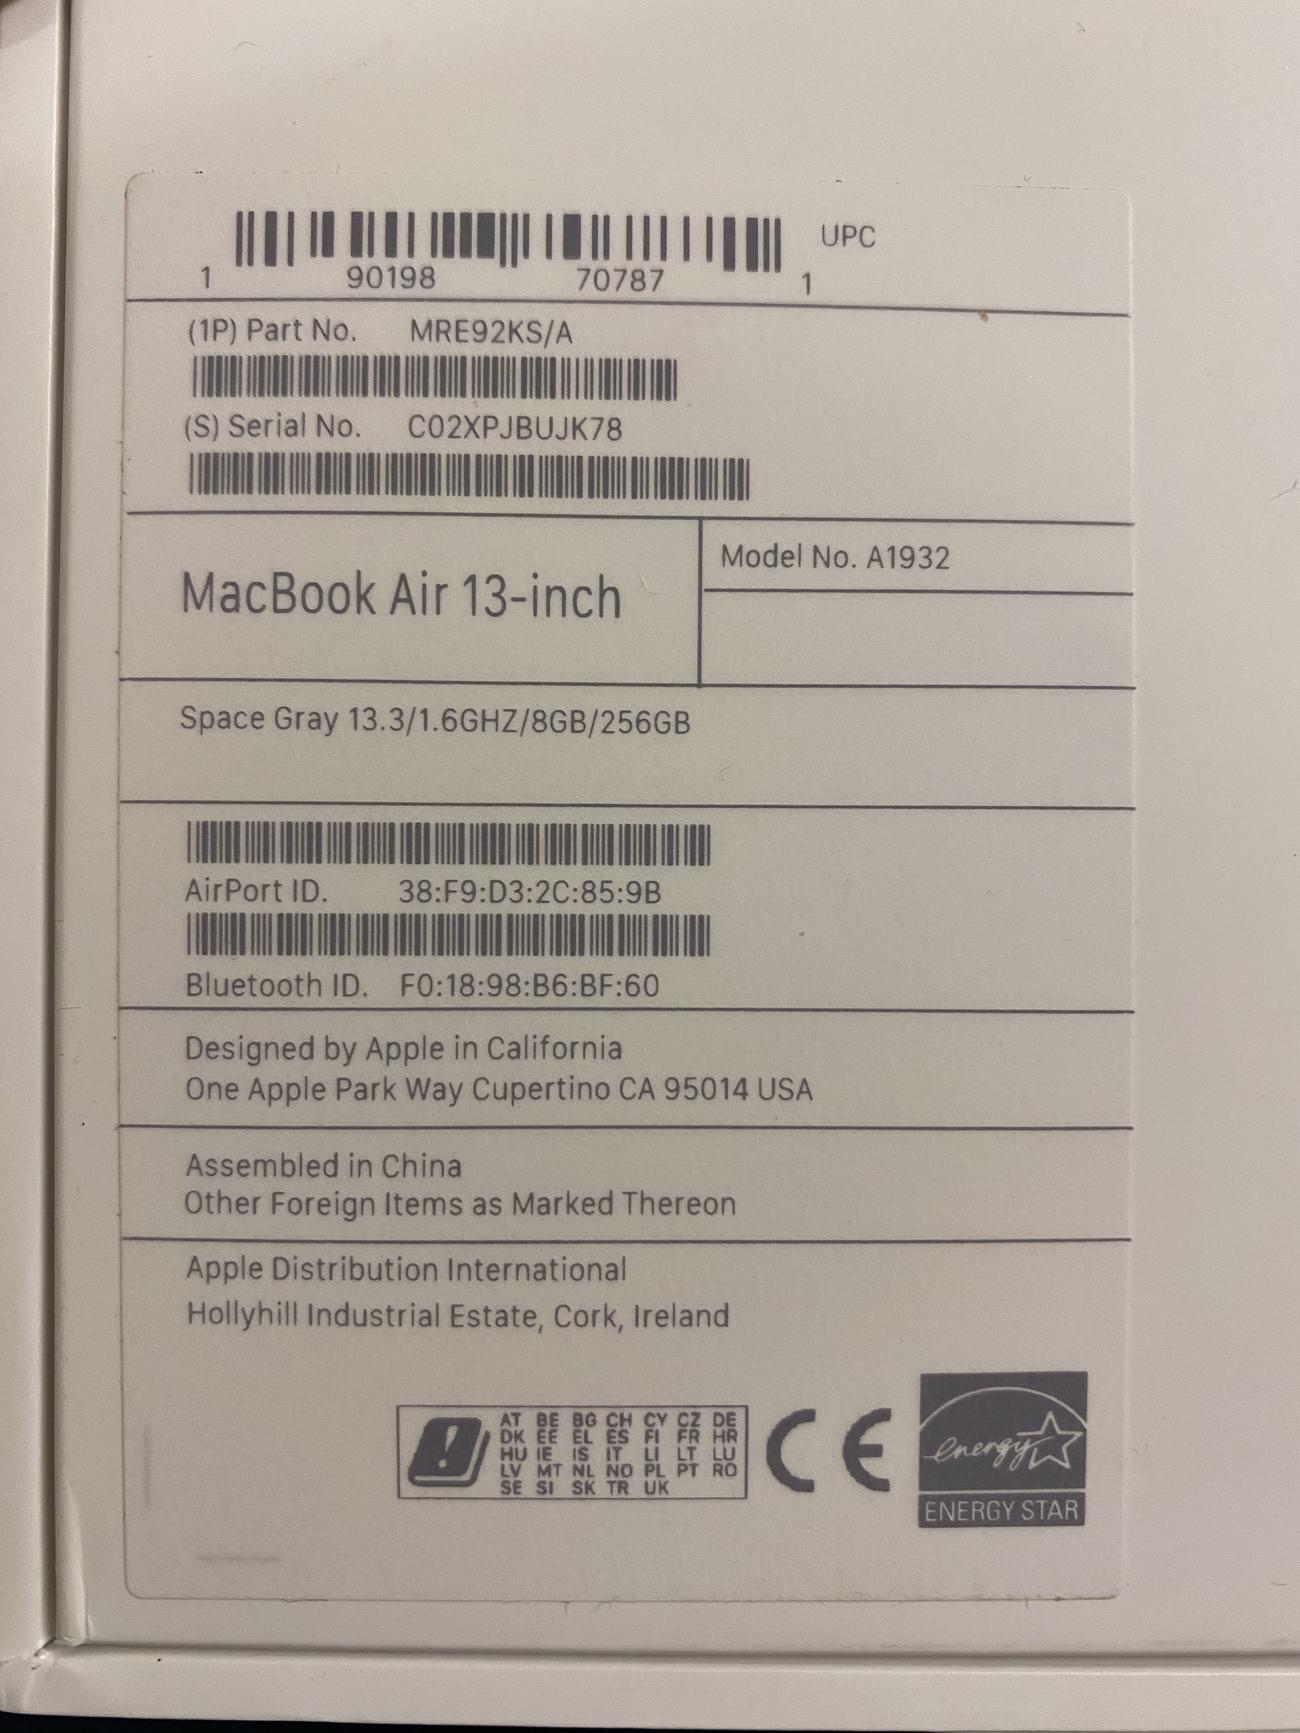 UPC
1 90198 70787 1
(1P) Part No. MRE92KS/A
(S) Serial No. C02XPJBUJK78
MacBook Air 13-inch
Model No. A1932
Space Gray 13.3/1.6GHZ/8GB/256GB
AirPort ID. 38:F9:D3:2C:85:9B
Bluetooth ID. F0:18:98:B6:BF:60
Designed by Apple in California
One Apple Park Way Cupertino CA 95014 USA
Assembled in China
Other Foreign Items as Marked Thereon
Apple Distribution International
Hollyhill Industrial Estate, Cork, Ireland
AT BE BG CH CY CZ DE
DK EE EL ES FI FR HR
HU IE IS IT LI LT LU
LV MT NL NO PL PT RO
SE SI SK TR UK
CE
energy
ENERGY STAR